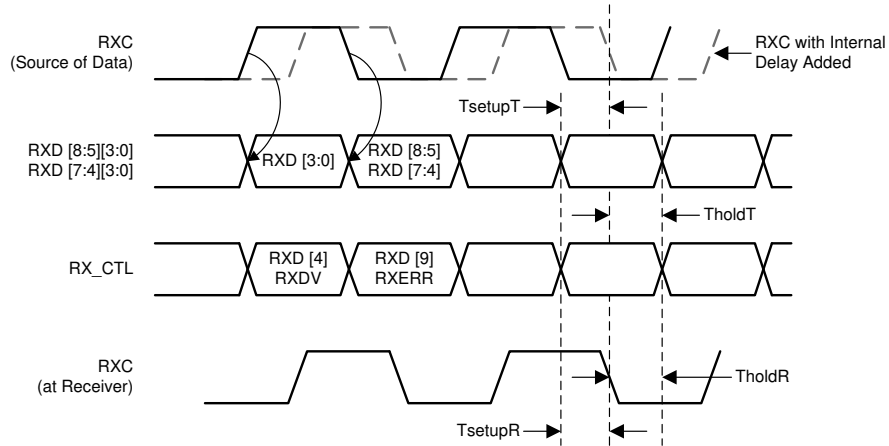 RXC
(Source of Data)
RXC with Internal
Delay Added
TsetupT
RXD [8:5][3:0]
RXD [7:4][3:0]
RXD [3:0]
RXD [8:5]
RXD [7:4]
TholdT
RX_CTL
RXD [4]
RXDV
RXD [9]
RXERR
RXC
(at Receiver)
TholdR
TsetupR